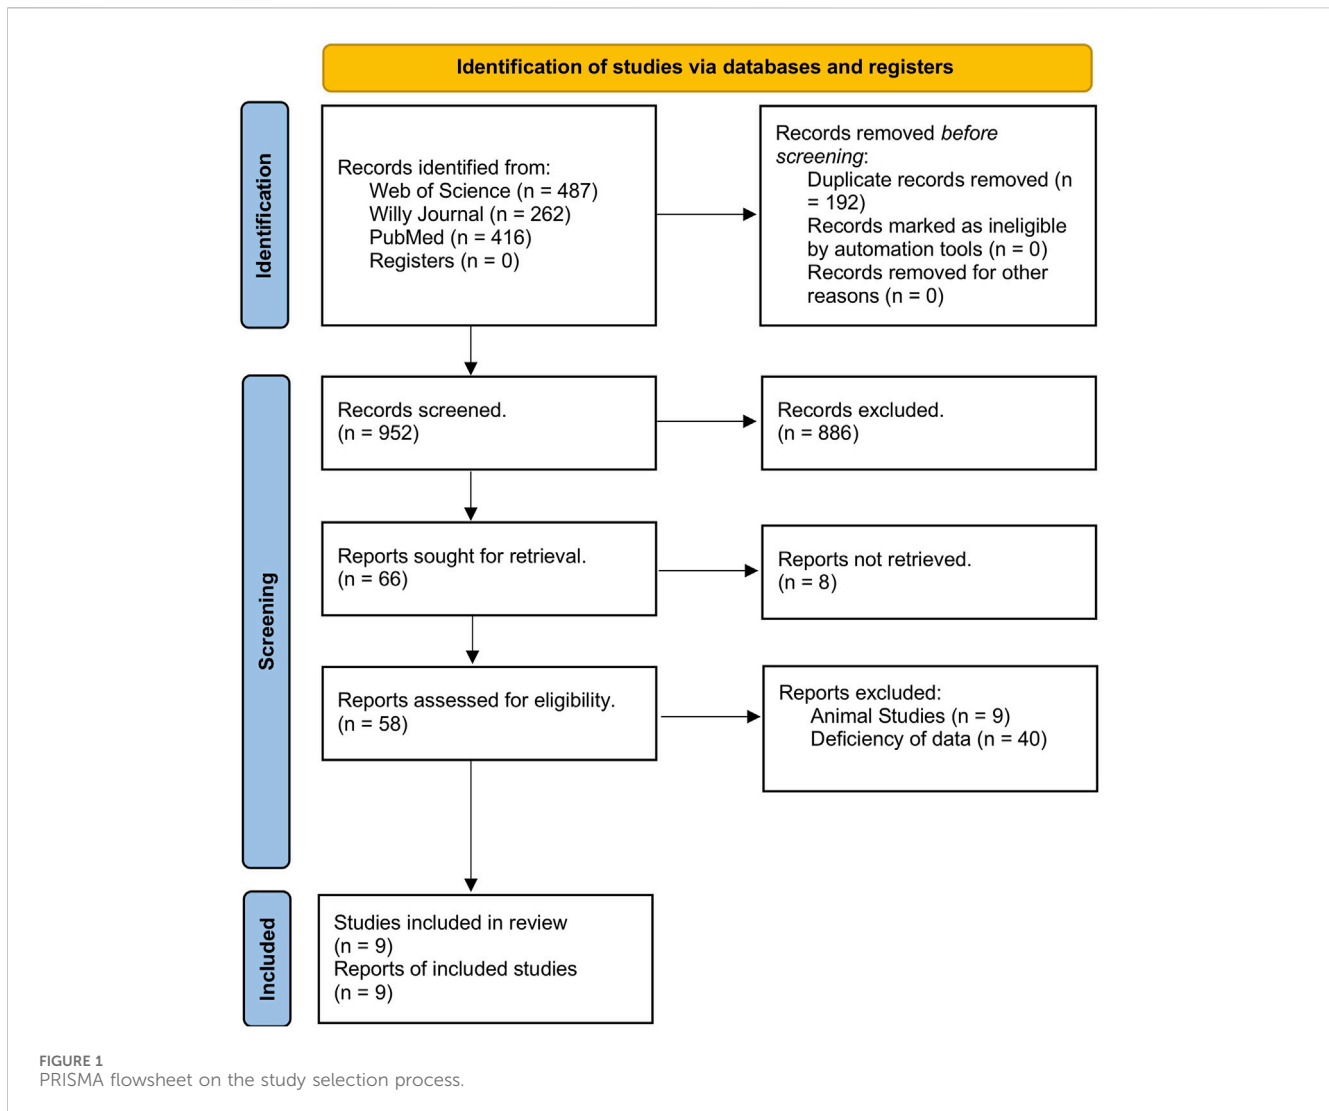 Identification of studies via databases and registers
Identification
Records identified from:
Web of Science (n = 487)
Willy Journal (n = 262)
PubMed (n = 416)
Registers (n = 0)
Records removed before
screening:
Duplicate records removed (n
= 192)
Records marked as ineligible
by automation tools (n = 0)
Records removed for other
reasons (n = 0)
Screening
Records screened.
(n = 952)
Records excluded.
(n = 886)
Reports sought for retrieval.
(n = 66)
Reports not retrieved.
(n = 8)
Reports assessed for eligibility.
(n = 58)
Reports excluded:
Animal Studies (n = 9)
Deficiency of data (n = 40)
Included
Studies included in review
(n = 9)
Reports of included studies
(n = 9)
FIGURE 1
PRISMA flowsheet on the study selection process.